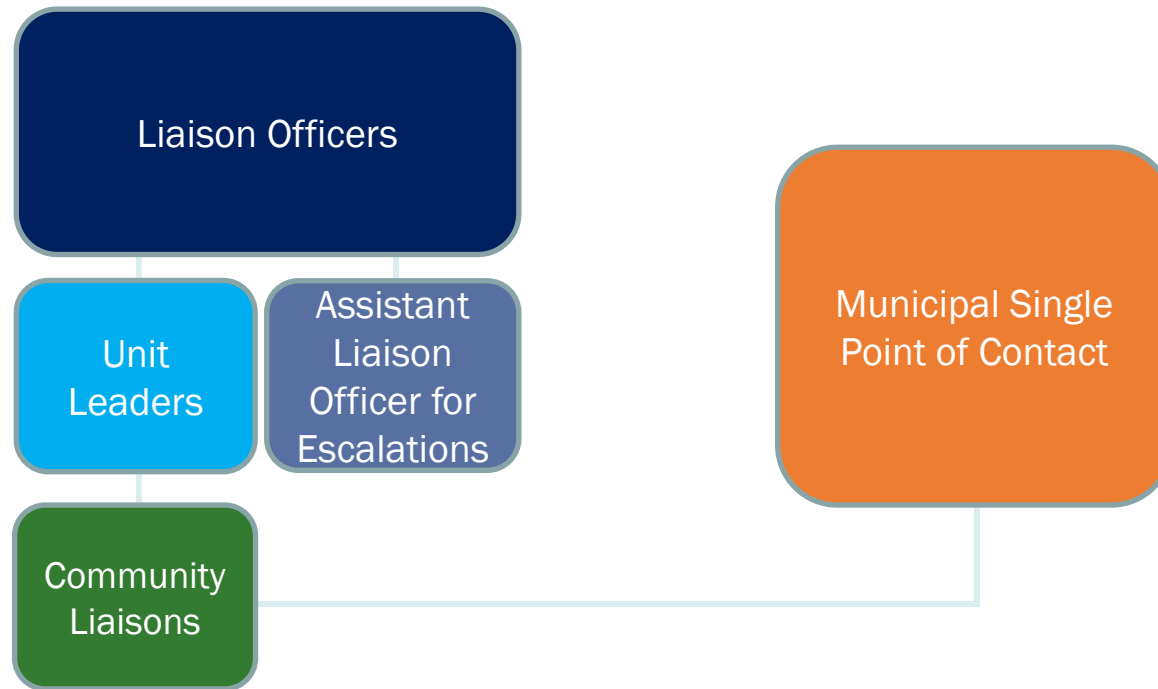 Liaison Officers
Unit
Leaders
Assistant
Liaison
Officer for
Escalations
Municipal Single
Point of Contact
Community
Liaisons